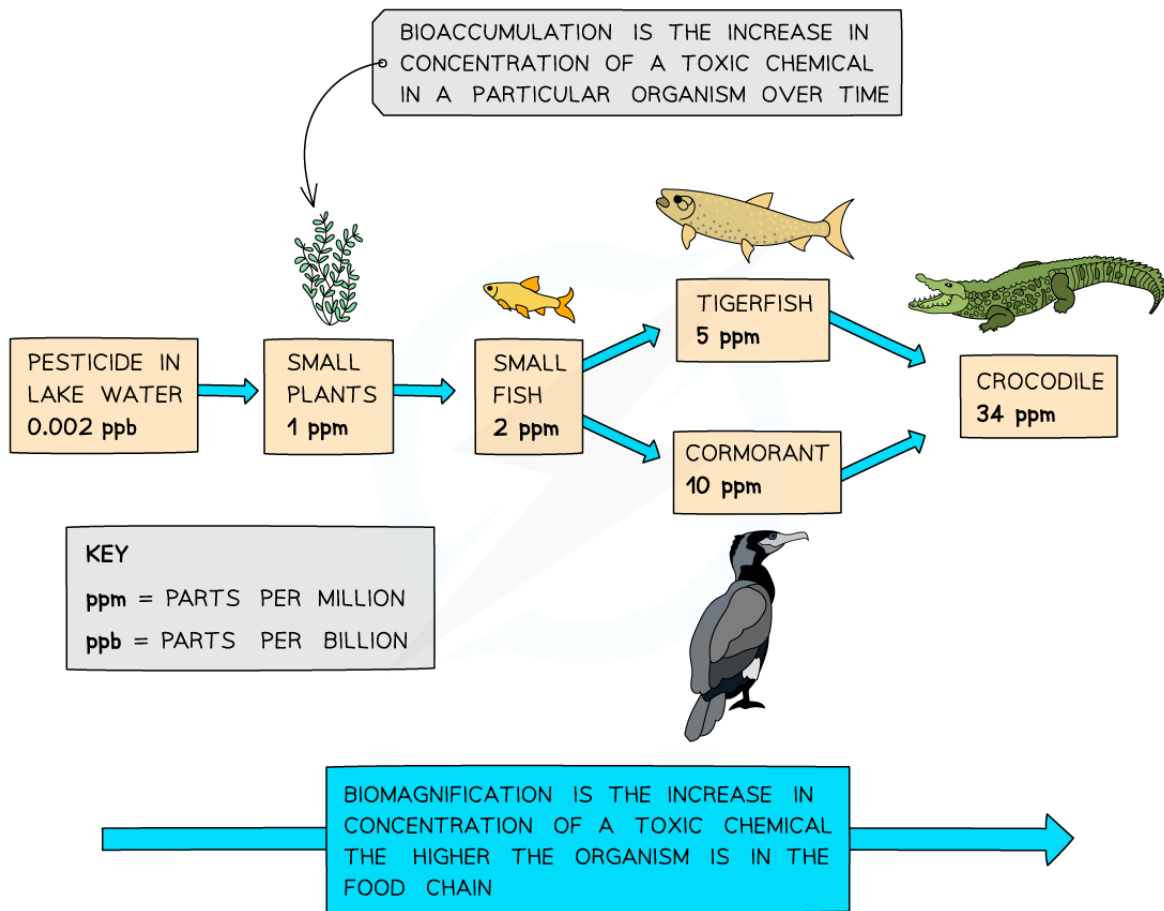 BIOACCUMULATION IS THE INCREASE IN
CONCENTRATION OF A TOXIC CHEMICAL
IN A PARTICULAR ORGANISM OVER TIME
PESTICIDE IN
LAKE WATER
0.002 ppb
SMALL
PLANTS
1 ppm
SMALL
FISH
2 ppm
TIGERFISH
5 ppm
CORMORANT
10 ppm
CROCODILE
34 ppm
KEY
ppm = PARTS PER MILLION
ppb = PARTS PER BILLION
BIOMAGNIFICATION IS THE INCREASE IN
CONCENTRATION OF A TOXIC CHEMICAL
THE HIGHER THE ORGANISM IS IN THE
FOOD CHAIN